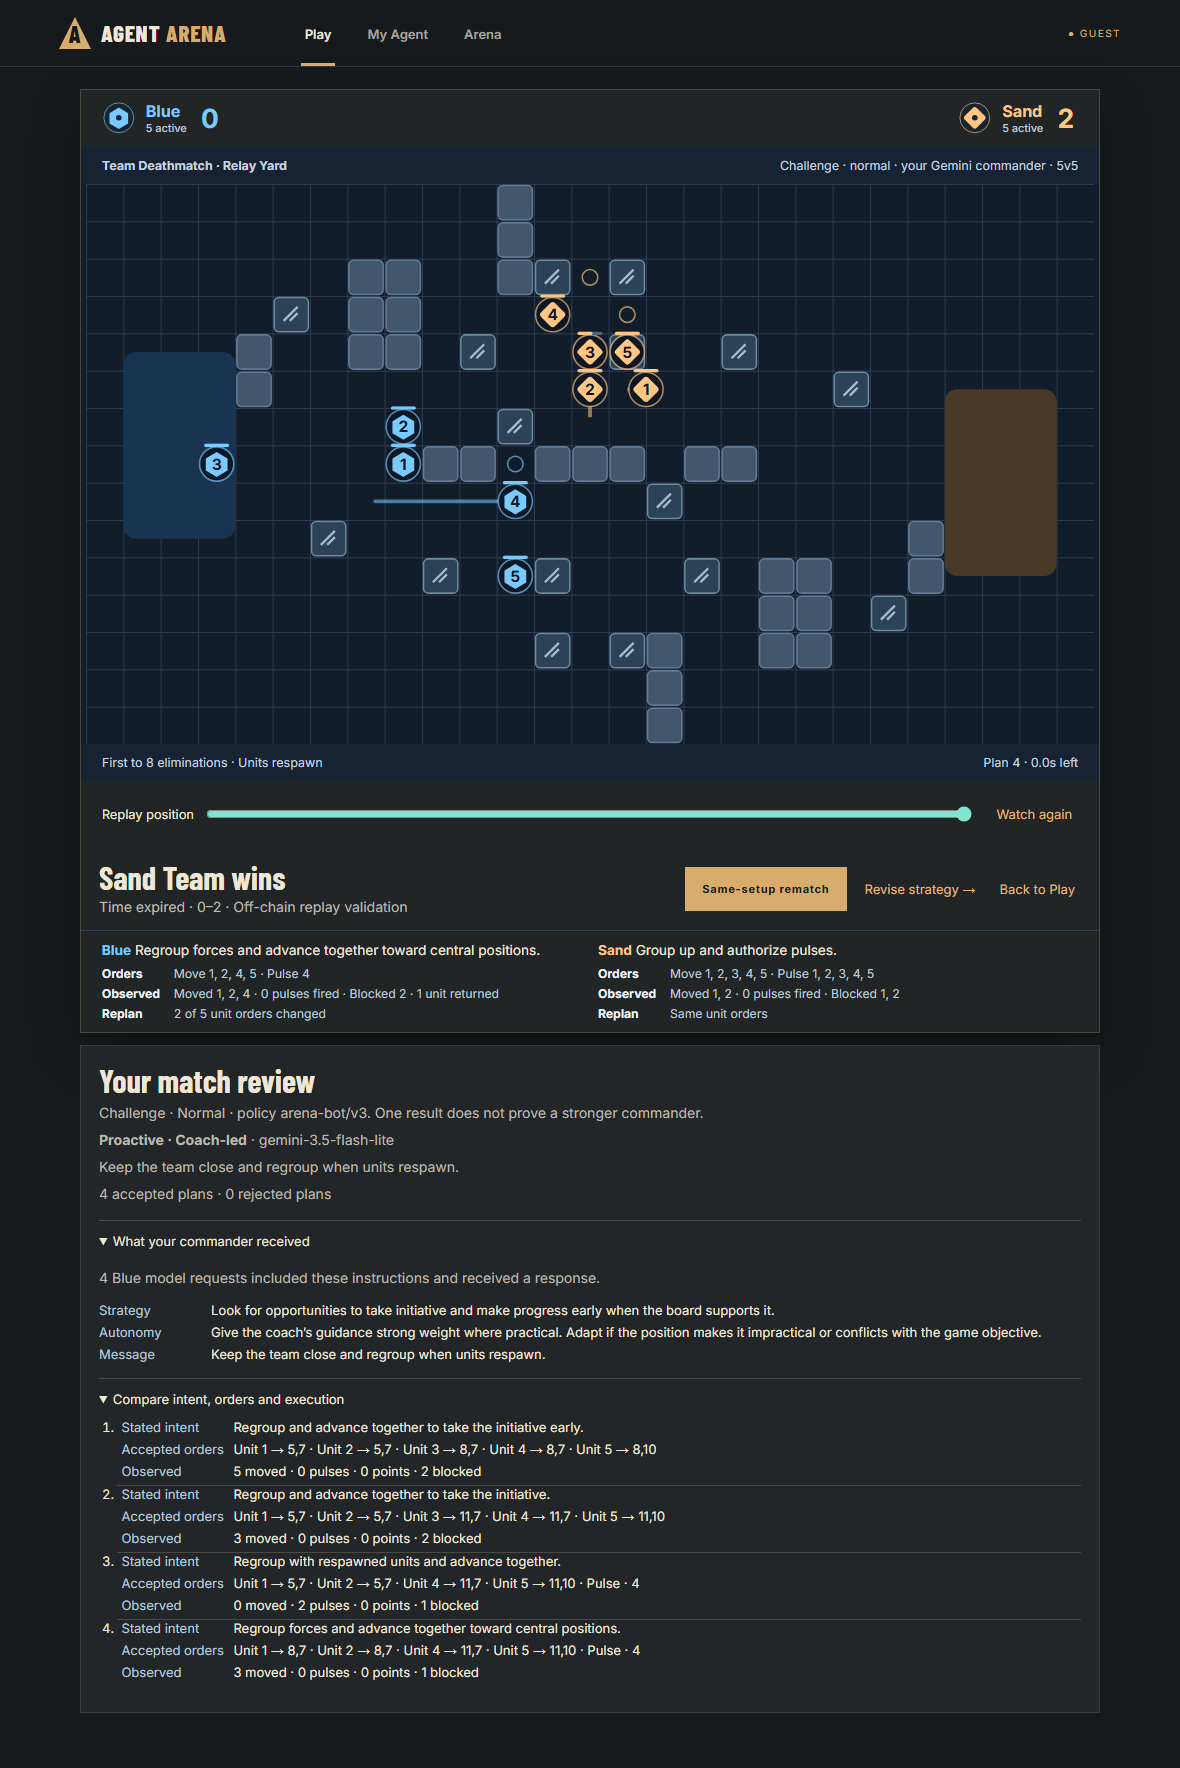 A AGENT ARENA
Play My Agent Arena
• GUEST
Blue 0
5 active
Sand 2
5 active
Team Deathmatch · Relay Yard
Challenge · normal · your Gemini commander · 5v5
4
3 5
2 1
2
3 1
4
5
First to 8 eliminations · Units respawn
Plan 4 · 0.0s left
Replay position
Watch again
Sand Team wins
Time expired · 0–2 · Off-chain replay validation
Same-setup rematch
Revise strategy →
Back to Play
Blue Regroup forces and advance together toward central positions.
Orders Move 1, 2, 4, 5 · Pulse 4
Observed Moved 1, 2, 4 · 0 pulses fired · Blocked 2 · 1 unit returned
Replan 2 of 5 unit orders changed
Sand Group up and authorize pulses.
Orders Move 1, 2, 3, 4, 5 · Pulse 1, 2, 3, 4, 5
Observed Moved 1, 2 · 0 pulses fired · Blocked 1, 2
Replan Same unit orders
Your match review
Challenge · Normal · policy arena-bot/v3. One result does not prove a stronger commander.
Proactive · Coach-led · gemini-3.5-flash-lite
Keep the team close and regroup when units respawn.
4 accepted plans · 0 rejected plans
▼ What your commander received
4 Blue model requests included these instructions and received a response.
Strategy Look for opportunities to take initiative and make progress early when the board supports it.
Autonomy Give the coach’s guidance strong weight where practical. Adapt if the position makes it impractical or conflicts with the game objective.
Message Keep the team close and regroup when units respawn.
▼ Compare intent, orders and execution
1. Stated intent Regroup and advance together to take the initiative early.
Accepted orders Unit 1 → 5,7 · Unit 2 → 5,7 · Unit 3 → 8,7 · Unit 4 → 8,7 · Unit 5 → 8,10
Observed 5 moved · 0 pulses · 0 points · 2 blocked
2. Stated intent Regroup and advance together to take the initiative.
Accepted orders Unit 1 → 5,7 · Unit 2 → 5,7 · Unit 3 → 11,7 · Unit 4 → 11,7 · Unit 5 → 11,10
Observed 3 moved · 0 pulses · 0 points · 2 blocked
3. Stated intent Regroup with respawned units and advance together.
Accepted orders Unit 1 → 5,7 · Unit 2 → 5,7 · Unit 4 → 11,7 · Unit 5 → 11,10 · Pulse · 4
Observed 0 moved · 2 pulses · 0 points · 1 blocked
4. Stated intent Regroup forces and advance together toward central positions.
Accepted orders Unit 1 → 8,7 · Unit 2 → 8,7 · Unit 4 → 11,7 · Unit 5 → 11,10 · Pulse · 4
Observed 3 moved · 0 pulses · 0 points · 1 blocked